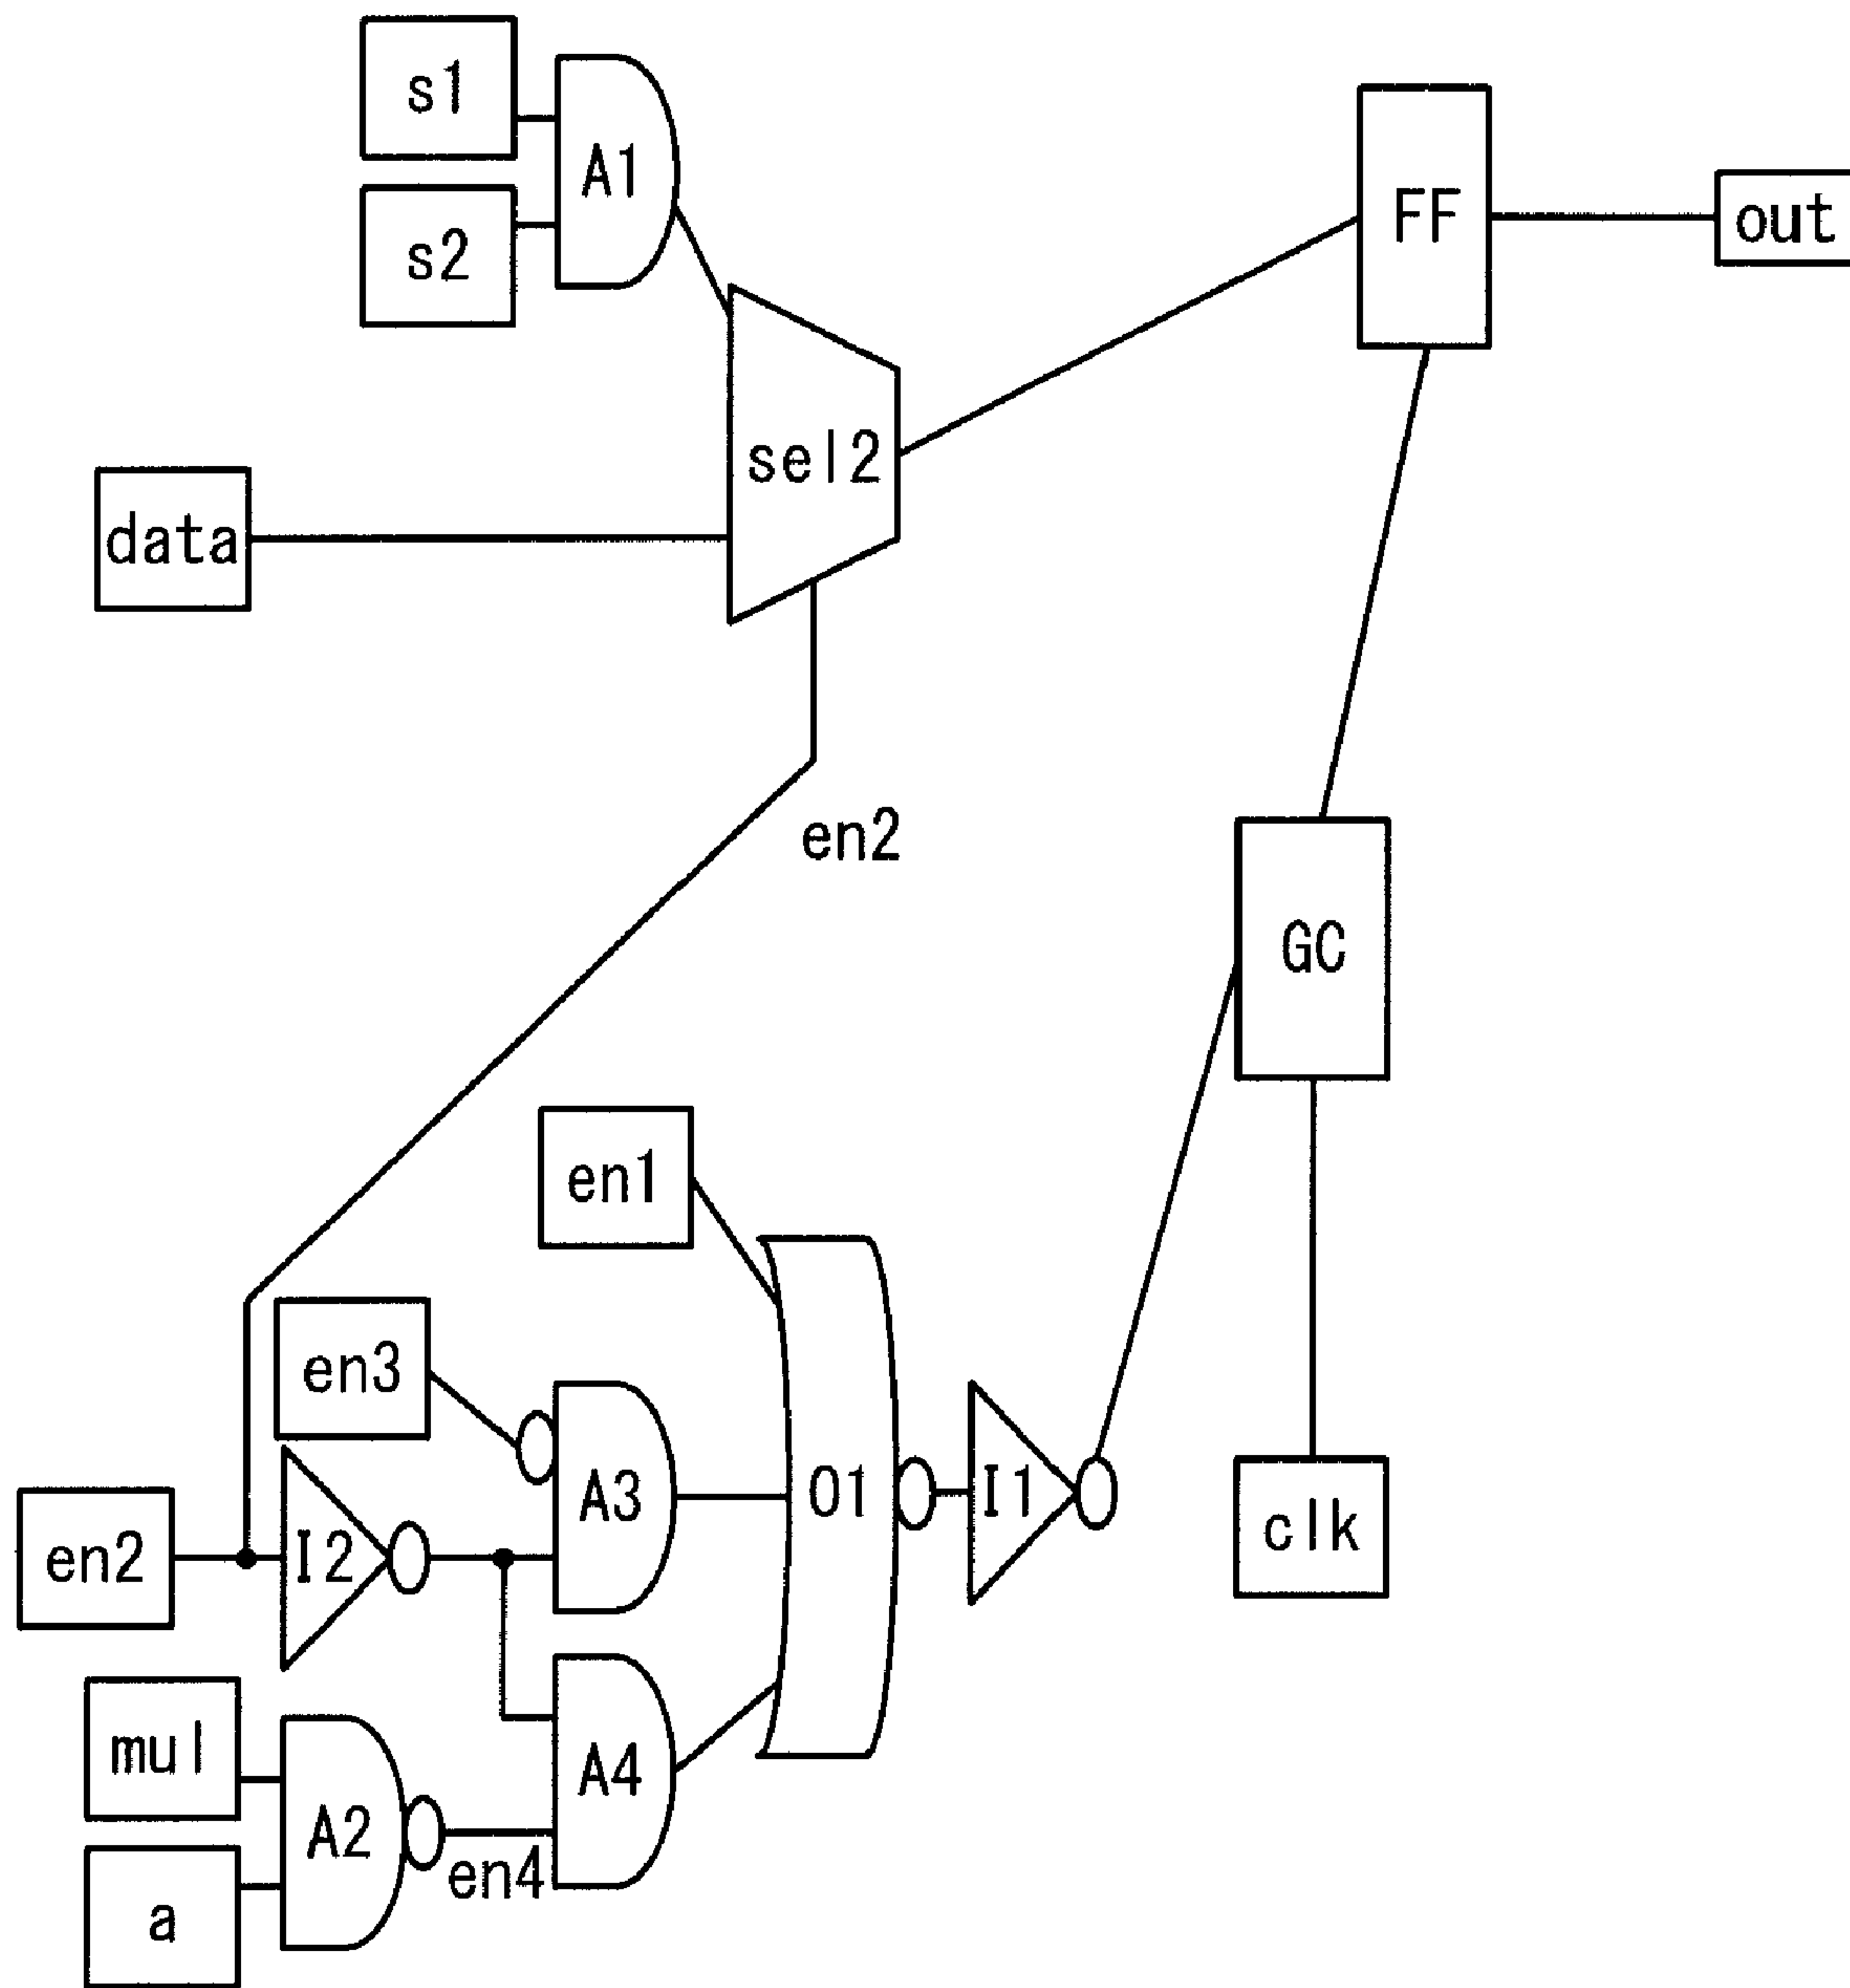 s1
A1
s2
FF
out
sel2
data
en2
GC
en1
en3
A3
O1
I1
clk
en2
I2
mul
A2
A4
en4
a